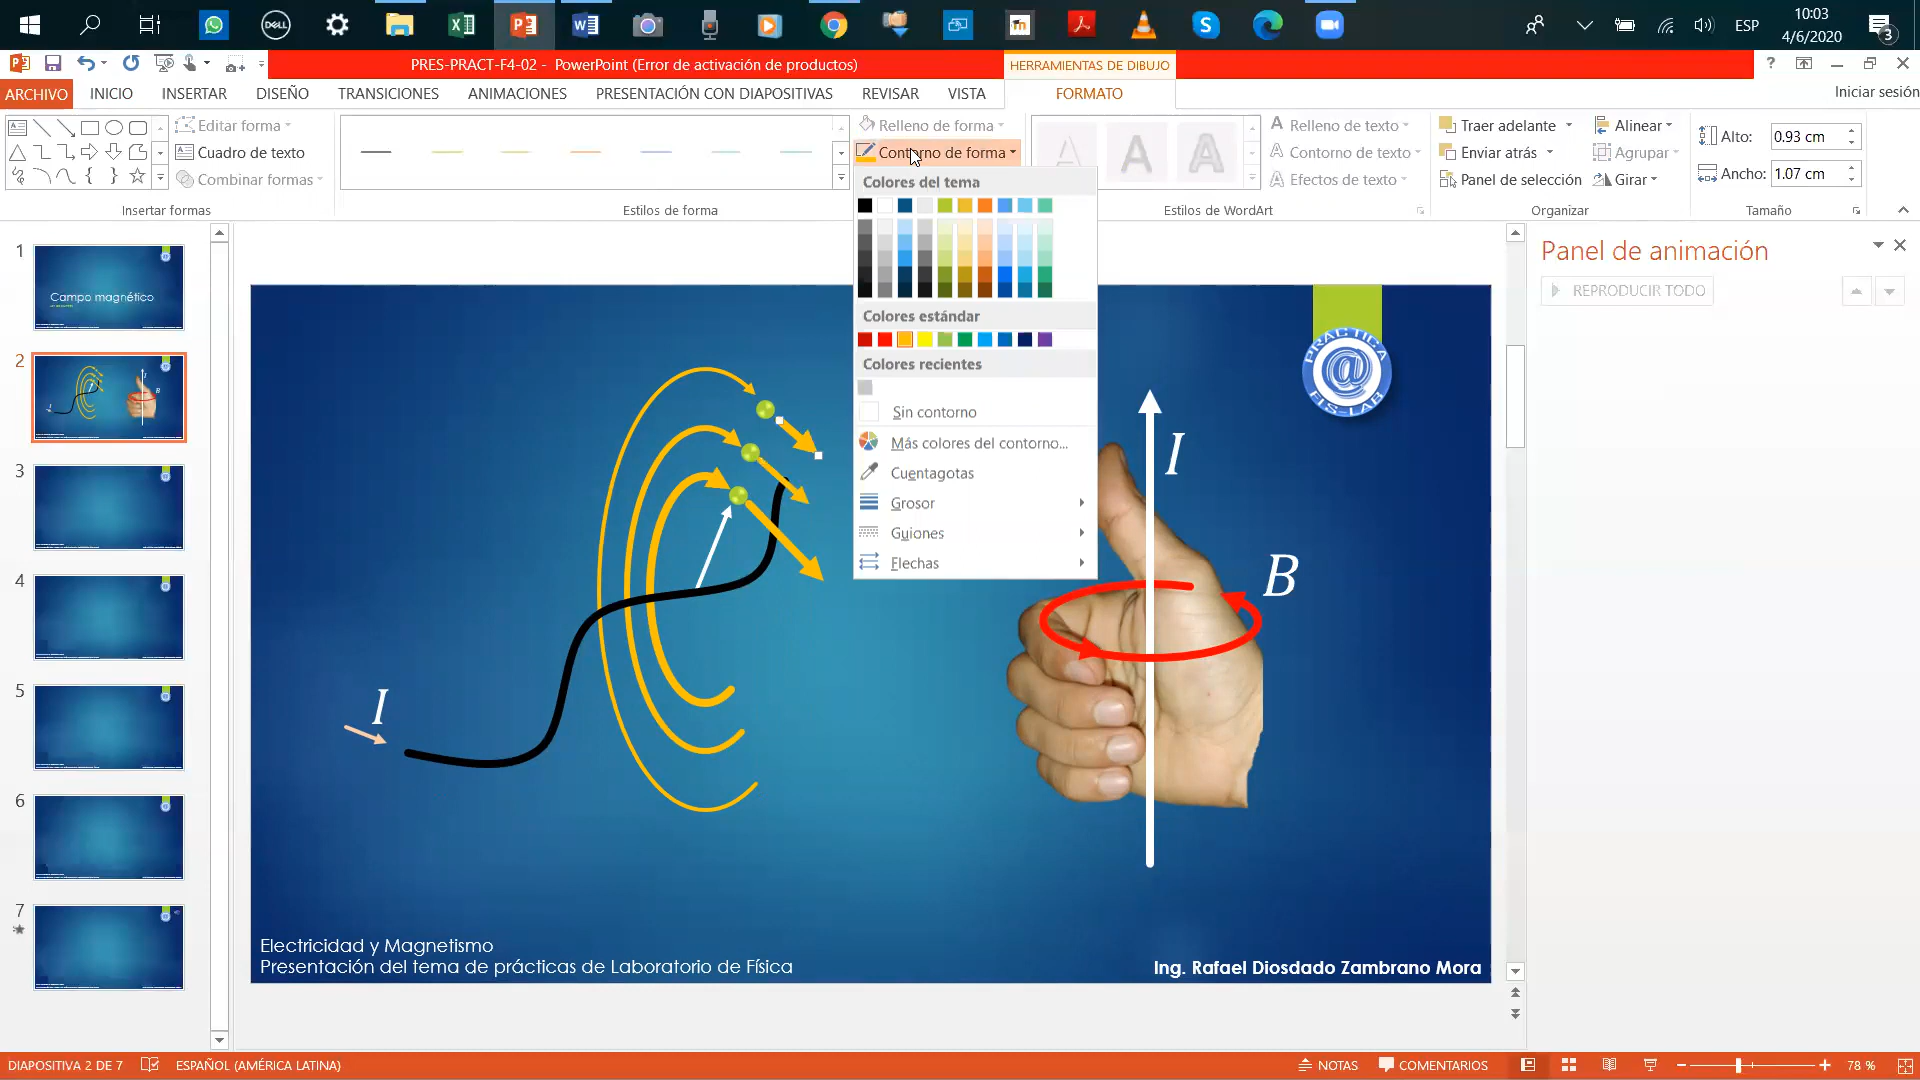 ESP
10:03
4/6/2020
3
DELL
PRES-PRACT-F4-02 - PowerPoint (Error de activación de productos)
HERRAMIENTAS DE DIBUJO
ARCHIVO
INICIO
INSERTAR
DISEÑO
TRANSICIONES
ANIMACIONES
PRESENTACIÓN CON DIAPOSITIVAS
REVISAR
VISTA
FORMATO
Iniciar sesión
Editar forma
Cuadro de texto
Combinar formas
Insertar formas
Estilos de forma
Relleno de forma
Contorno de forma
Relleno de texto
Contorno de texto
Efectos de texto
Estilos de WordArt
Traer adelante
Enviar atrás
Panel de selección
Alinear
Agrupar
Girar
Organizar
Alto: 0.93 cm
Ancho: 1.07 cm
Tamaño
Colores del tema
Colores estándar
Colores recientes
Sin contorno
Más colores del contorno...
Cuentagotas
Grosor
Guiones
Flechas
Panel de animación
REPRODUCIR TODO
1
Campo magnético
2
3
4
5
6
7
I
I
B
PRACTICA
@
FIS-LAB
Electricidad y Magnetismo
Presentación del tema de prácticas de Laboratorio de Física
Ing. Rafael Diosdado Zambrano Mora
DIAPOSITIVA 2 DE 7
ESPAÑOL (AMÉRICA LATINA)
NOTAS
COMENTARIOS
78 %